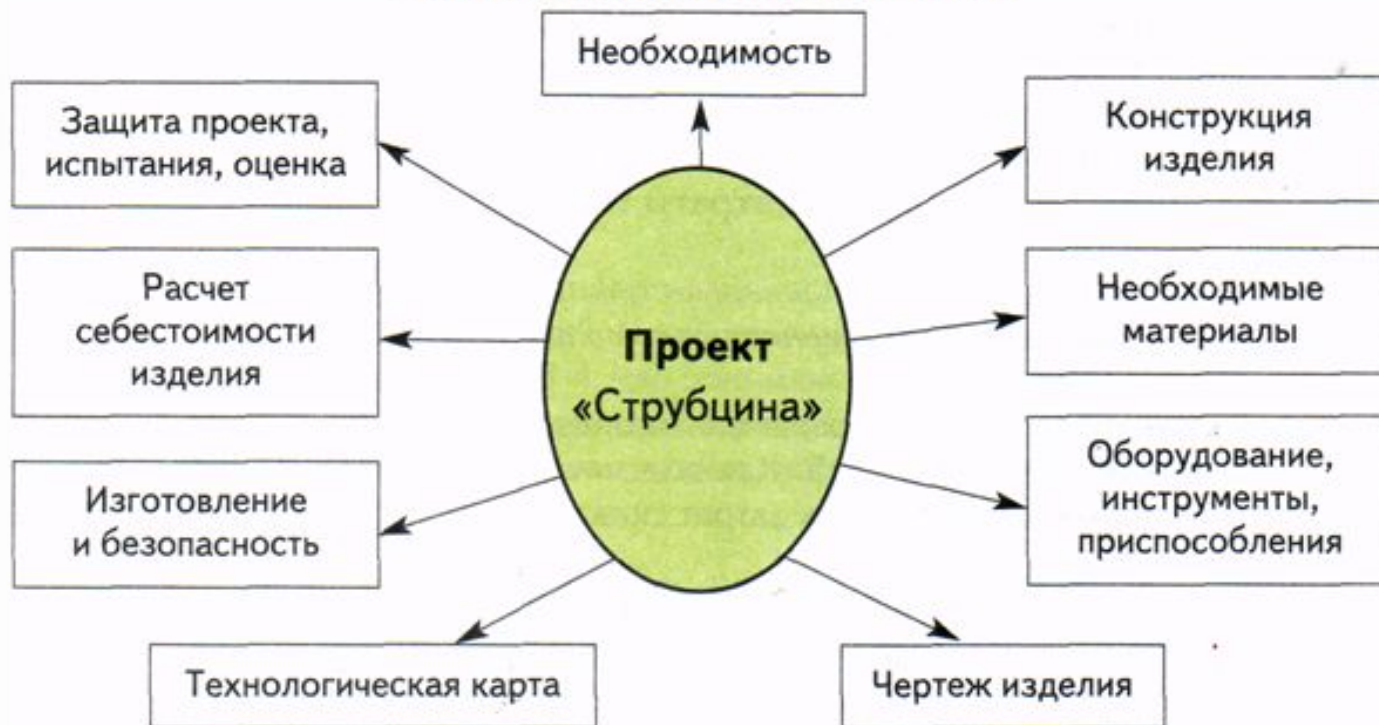 Необходимость
Защита проекта,
испытания, оценка
Конструкция
изделия
Расчет
себестоимости
изделия
Необходимые
материалы
Проект
«Струбцина»
Оборудование,
инструменты,
приспособления
Изготовление
и безопасность
Технологическая карта
Чертеж изделия